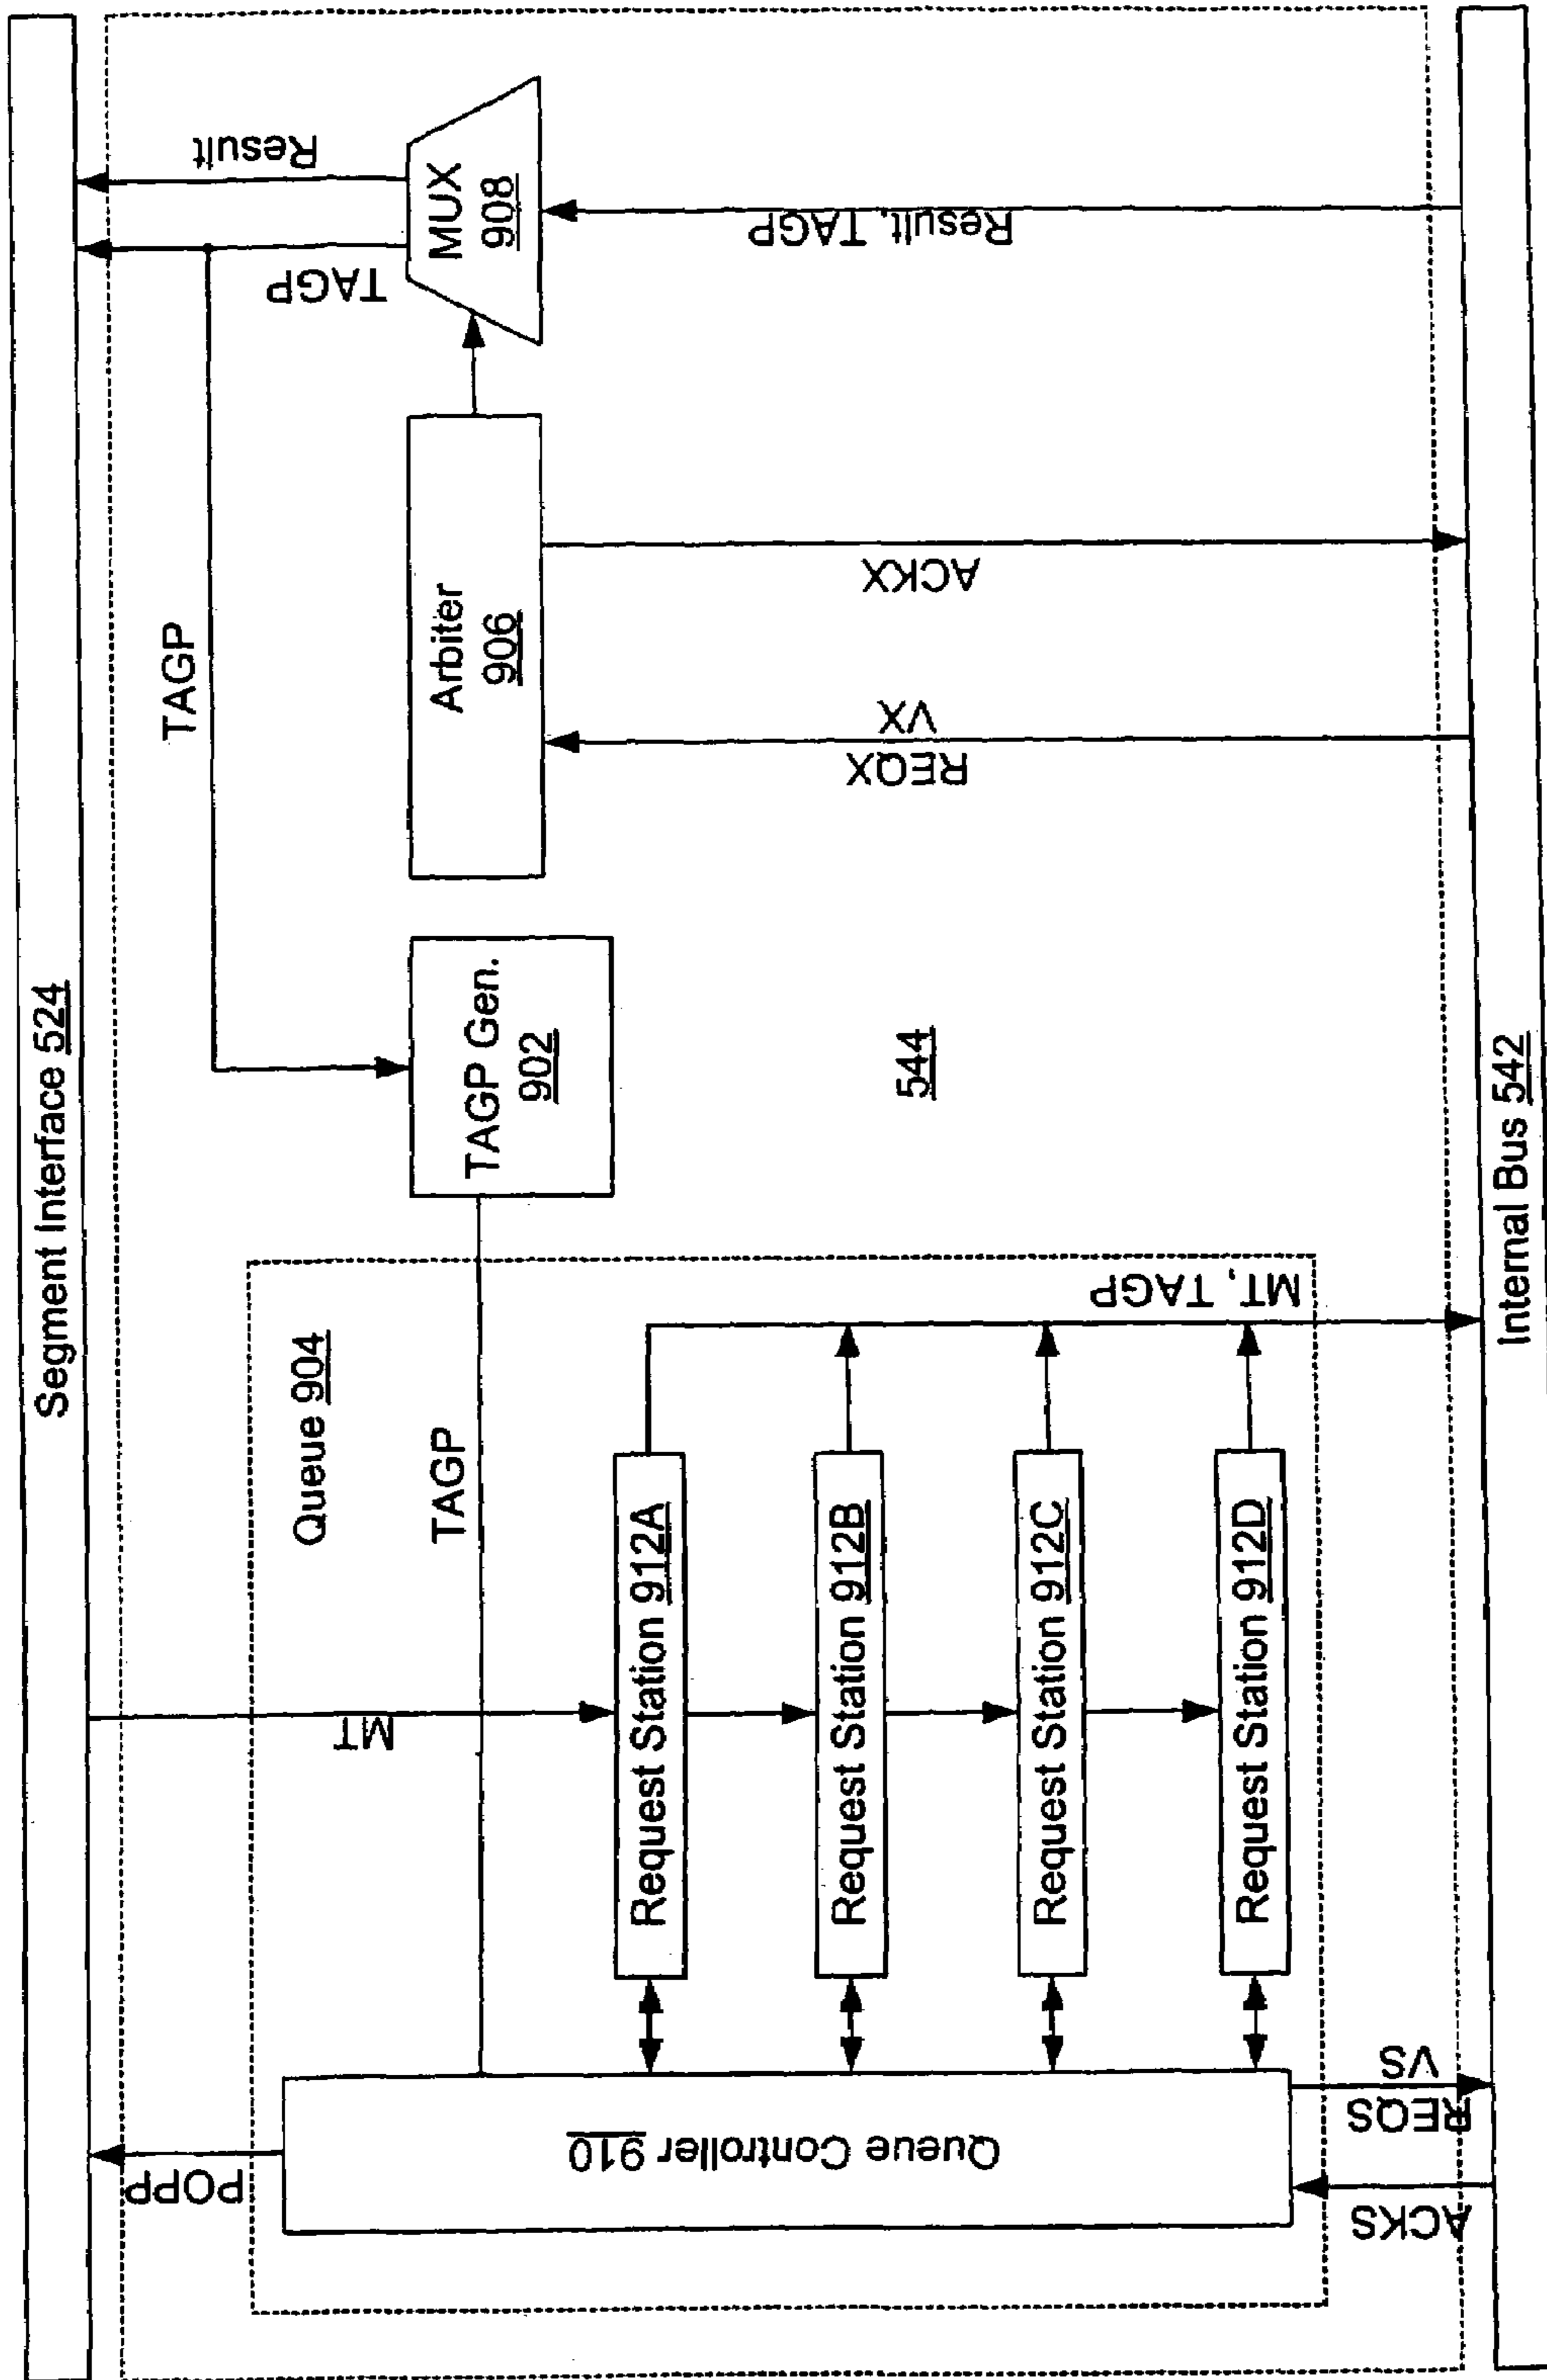 Segment Interface 524
POPP
MT
Queue 904
TAGP
TAGP
TAGP
Result
Queue Controller 910
Request Station 912A
Request Station 912B
Request Station 912C
Request Station 912D
TAGP Gen.
902
Arbiter
906
MUX
908
544
MT, TAGP
REQX
VX
ACKX
Result, TAGP
ACKS
REQS
VS
Internal Bus 542